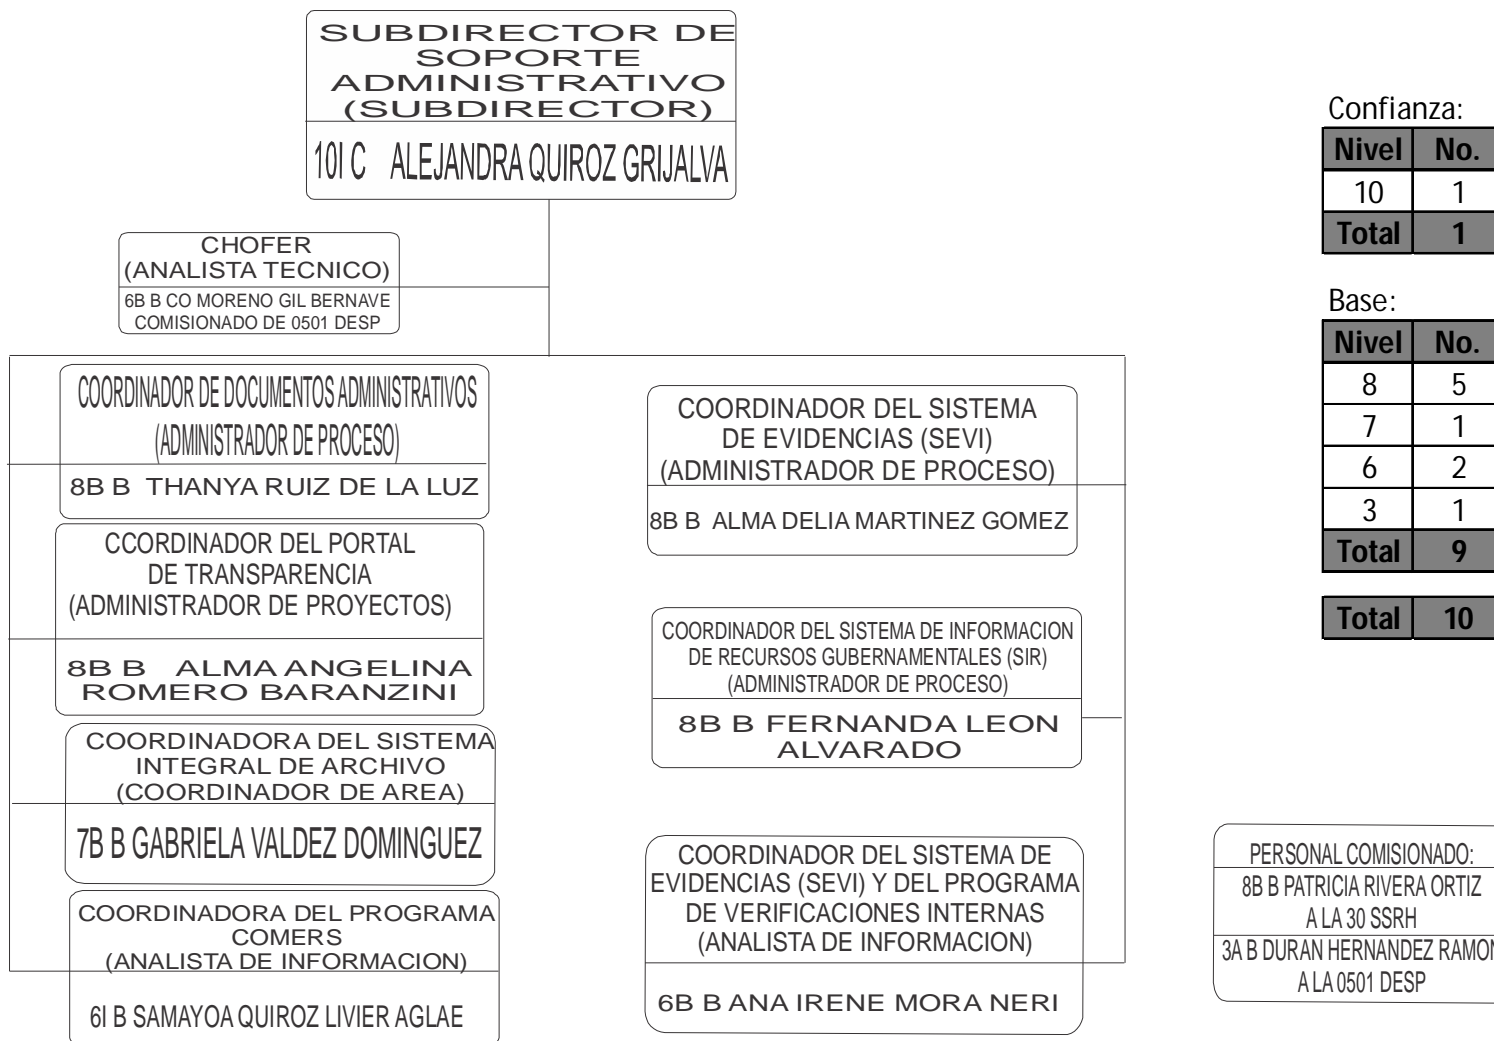 SUBDIRECTOR DE
SOPORTE
ADMINISTRATIVO
(SUBDIRECTOR)
10I C ALEJANDRA QUIROZ GRIJALVA
CHOFER
(ANALISTA TECNICO)
6B B CO MORENO GIL BERNAVE
COMISIONADO DE 0501 DESP
COORDINADOR DE DOCUMENTOS ADMINISTRATIVOS
(ADMINISTRADOR DE PROCESO)
8B B THANYA RUIZ DE LA LUZ
CCORDINADOR DEL PORTAL
DE TRANSPARENCIA
(ADMINISTRADOR DE PROYECTOS)
8B B ALMA ANGELINA
ROMERO BARANZINI
COORDINADORA DEL SISTEMA
INTEGRAL DE ARCHIVO
(COORDINADOR DE AREA)
7B B GABRIELA VALDEZ DOMINGUEZ
COORDINADORA DEL PROGRAMA
COMERS
(ANALISTA DE INFORMACION)
6I B SAMAYOA QUIROZ LIVIER AGLAE
COORDINADOR DEL SISTEMA
DE EVIDENCIAS (SEVI)
(ADMINISTRADOR DE PROCESO)
8B B ALMA DELIA MARTINEZ GOMEZ
COORDINADOR DEL SISTEMA DE INFORMACION
DE RECURSOS GUBERNAMENTALES (SIR)
(ADMINISTRADOR DE PROCESO)
8B B FERNANDA LEON
ALVARADO
COORDINADOR DEL SISTEMA DE
EVIDENCIAS (SEVI) Y DEL PROGRAMA
DE VERIFICACIONES INTERNAS
(ANALISTA DE INFORMACION)
6B B ANA IRENE MORA NERI
Confianza:
Nivel No.
10 1
Total 1
Base:
Nivel No.
8 5
7 1
6 2
3 1
Total 9
Total 10
PERSONAL COMISIONADO:
8B B PATRICIA RIVERA ORTIZ
A LA 30 SSRH
3A B DURAN HERNANDEZ RAMON
A LA 0501 DESP